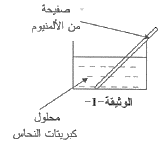 صفيحة
من الألمنيوم
الوثيقة -1-
محلول
كبريتات النحاس